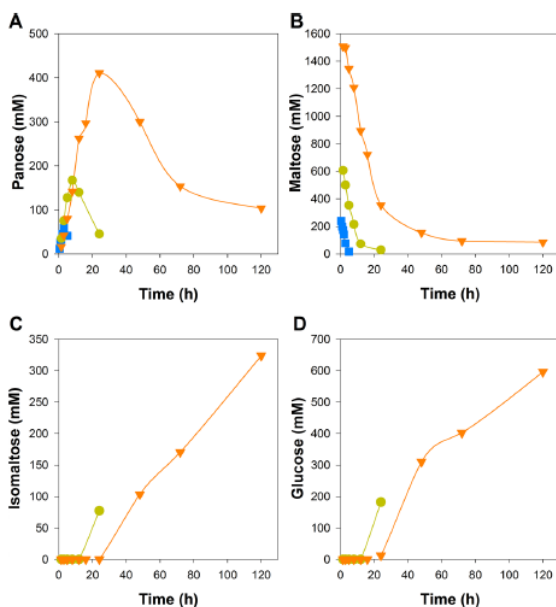 A
B
500
400
300
200
100
0
Panose (mM)
0 20 40 60 80 100 120
Time (h)
1600
1400
1200
1000
800
600
400
200
0
Maltose (mM)
0 20 40 60 80 100 120
Time (h)
C
D
350
300
250
200
150
100
50
0
Isomaltose (mM)
0 20 40 60 80 100 120
Time (h)
700
600
500
400
300
200
100
0
Glucose (mM)
0 20 40 60 80 100 120
Time (h)